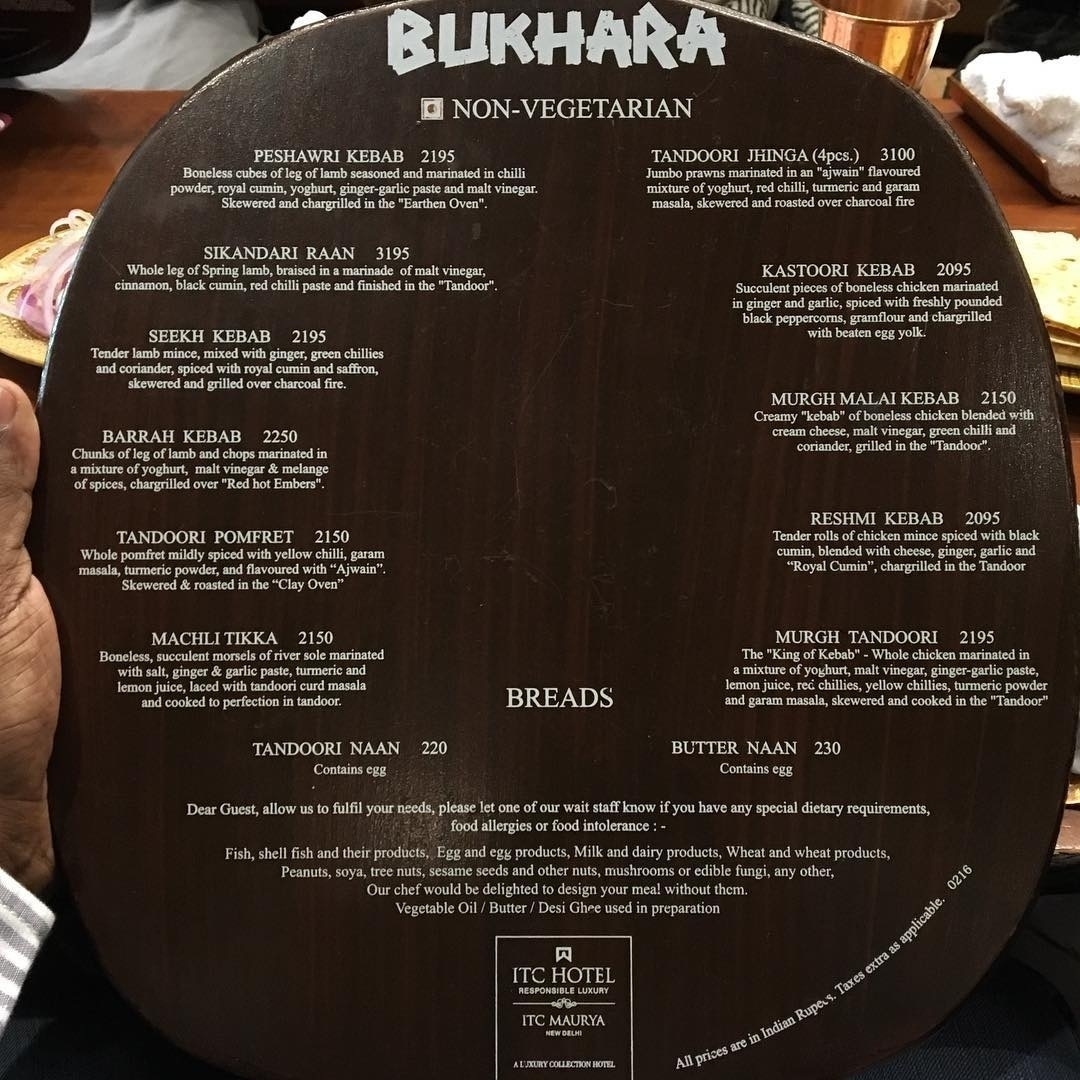 BUKHARA
NON-VEGETARIAN
PESHAWRI KEBAB 2195
Boneless cubes of leg of lamb seasoned and marinated in chilli
powder, royal cumin, yoghurt, ginger-garlic paste and malt vinegar.
Skewered and chargrilled in the "Earthen Oven".
SIKANDARI RAAN 3195
Whole leg of Spring lamb, braised in a marinade of malt vinegar,
cinnamon, black cumin, red chilli paste and finished in the "Tandoor".
SEEKH KEBAB 2195
Tender lamb mince, mixed with ginger, green chillies
and coriander, spiced with royal cumin and saffron,
skewered and grilled over charcoal fire.
BARRAH KEBAB 2250
Chunks of leg of lamb and chops marinated in
a mixture of yoghurt, malt vinegar & melange
of spices, chargrilled over "Red hot Embers".
TANDOORI POMFRET 2150
Whole pomfret mildly spiced with yellow chilli, garam
masala, turmeric powder, and flavoured with “Ajwain”.
Skewered & roasted in the “Clay Oven”
MACHLI TIKKA 2150
Boneless, succulent morsels of river sole marinated
with salt, ginger & garlic paste, turmeric and
lemon juice, laced with tandoori curd masala
and cooked to perfection in tandoor.
TANDOORI JHINGA (4pcs.) 3100
Jumbo prawns marinated in an "ajwain" flavoured
mixture of yoghurt, red chilli, turmeric and garam
masala, skewered and roasted over charcoal fire
KASTOORI KEBAB 2095
Succulent pieces of boneless chicken marinated
in ginger and garlic, spiced with freshly pounded
black peppercorns, gramflour and chargrilled
with beaten egg yolk.
MURGH MALAI KEBAB 2150
Creamy "kebab" of boneless chicken blended with
cream cheese, malt vinegar, green chilli and
coriander, grilled in the "Tandoor".
RESHMI KEBAB 2095
Tender rolls of chicken mince spiced with black
cumin, blended with cheese, ginger, garlic and
“Royal Cumin”, chargrilled in the Tandoor
MURGH TANDOORI 2195
The "King of Kebab" - Whole chicken marinated in
a mixture of yoghurt, malt vinegar, ginger-garlic paste,
lemon juice, red chillies, yellow chillies, turmeric powder
and garam masala, skewered and cooked in the "Tandoor"
BREADS
TANDOORI NAAN 220
Contains egg
BUTTER NAAN 230
Contains egg
Dear Guest, allow us to fulfil your needs, please let one of our wait staff know if you have any special dietary requirements,
food allergies or food intolerance : -
Fish, shell fish and their products, Egg and egg products, Milk and dairy products, Wheat and wheat products,
Peanuts, soya, tree nuts, sesame seeds and other nuts, mushrooms or edible fungi, any other,
Our chef would be delighted to design your meal without them.
Vegetable Oil / Butter / Desi Ghee used in preparation
All prices are in Indian Rupees. Taxes extra as applicable. 0216
ITC HOTEL
RESPONSIBLE LUXURY
ITC MAURYA
NEW DELHI
A LUXURY COLLECTION HOTEL